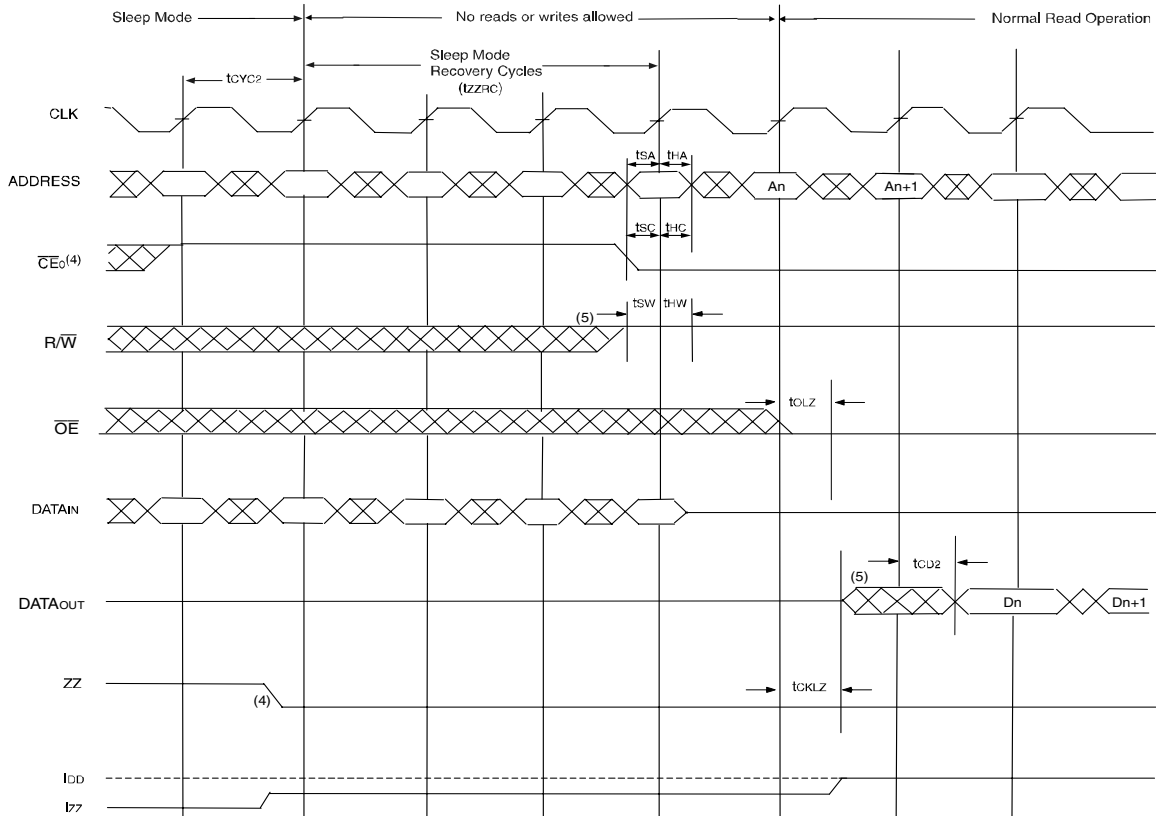 Sleep Mode
No reads or writes allowed
Normal Read Operation
Sleep Mode
Recovery Cycles
(tZZRC)
tCYC2
CLK
tSA
tHA
ADDRESS
An
An+1
tSC
tHC
CE0(4)
tSW
tHW
(5)
R/W
tOLZ
OE
DATAIN
tCD2
(5)
DATAOUT
Dn
Dn+1
ZZ
(4)
tCKLZ
IDD
IZZ